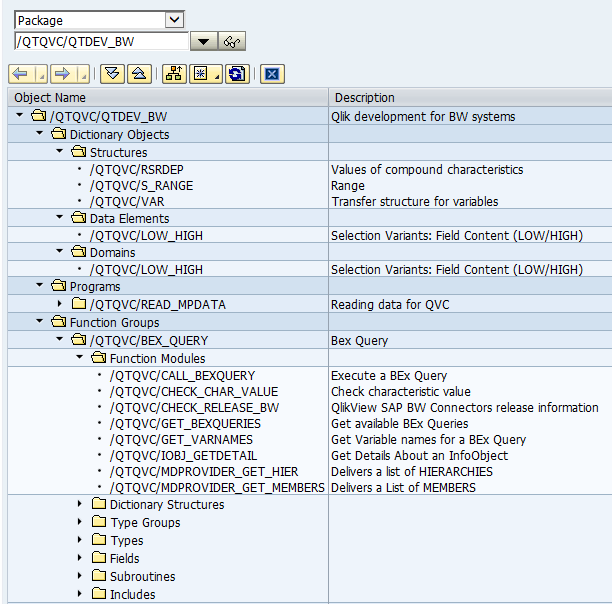 Package
/QTQVC/QTDEV_BW
Object Name Description
/QTQVC/QTDEV_BW Qlik development for BW systems
Dictionary Objects
Structures
/QTQVC/RSRDEP Values of compound characteristics
/QTQVC/S_RANGE Range
/QTQVC/VAR Transfer structure for variables
Data Elements
/QTQVC/LOW_HIGH Selection Variants: Field Content (LOW/HIGH)
Domains
/QTQVC/LOW_HIGH Selection Variants: Field Content (LOW/HIGH)
Programs
/QTQVC/READ_MPDATA Reading data for QVC
Function Groups
/QTQVC/BEX_QUERY Bex Query
Function Modules
/QTQVC/CALL_BEXQUERY Execute a BEx Query
/QTQVC/CHECK_CHAR_VALUE Check characteristic value
/QTQVC/CHECK_RELEASE_BW QlikView SAP BW Connectors release information
/QTQVC/GET_BEXQUERIES Get available BEx Queries
/QTQVC/GET_VARNAMES Get Variable names for a BEx Query
/QTQVC/IOBJ_GETDETAIL Get Details About an InfoObject
/QTQVC/MDPROVIDER_GET_HIER Delivers a list of HIERARCHIES
/QTQVC/MDPROVIDER_GET_MEMBERS Delivers a List of MEMBERS
Dictionary Structures
Type Groups
Types
Fields
Subroutines
Includes